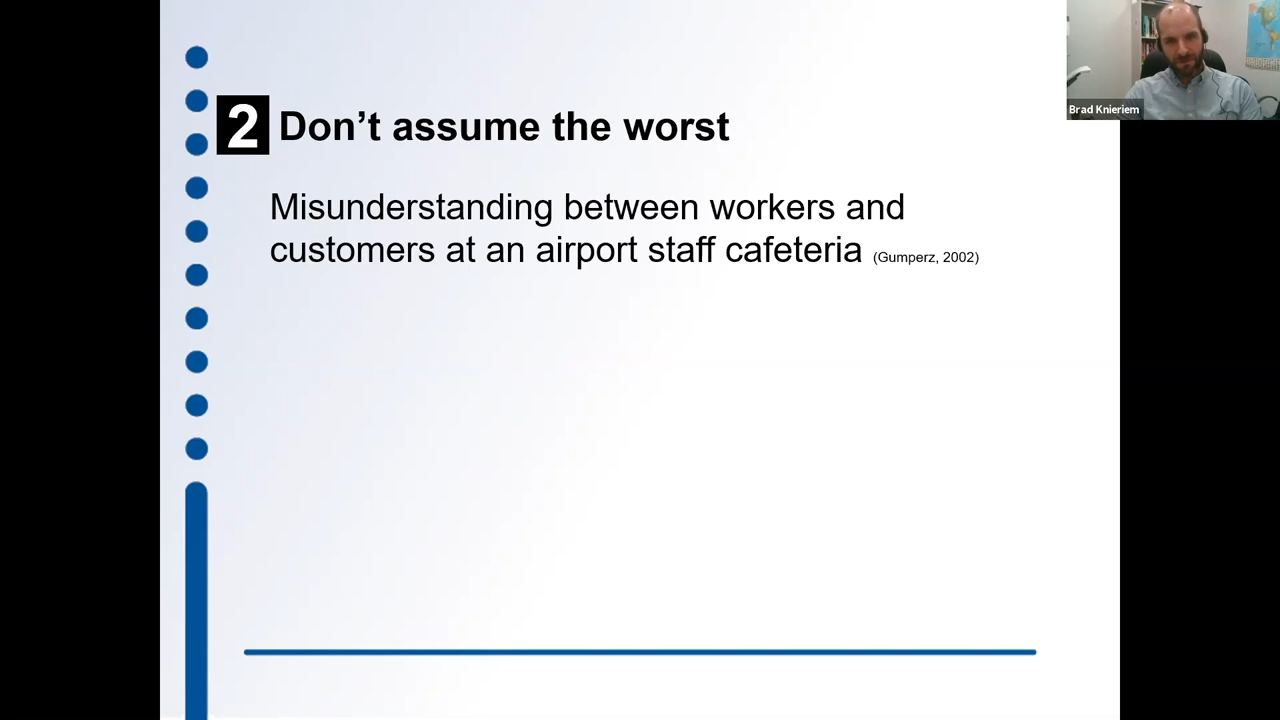 2 Don’t assume the worst
Misunderstanding between workers and
customers at an airport staff cafeteria (Gumperz, 2002)
Brad Knieriem